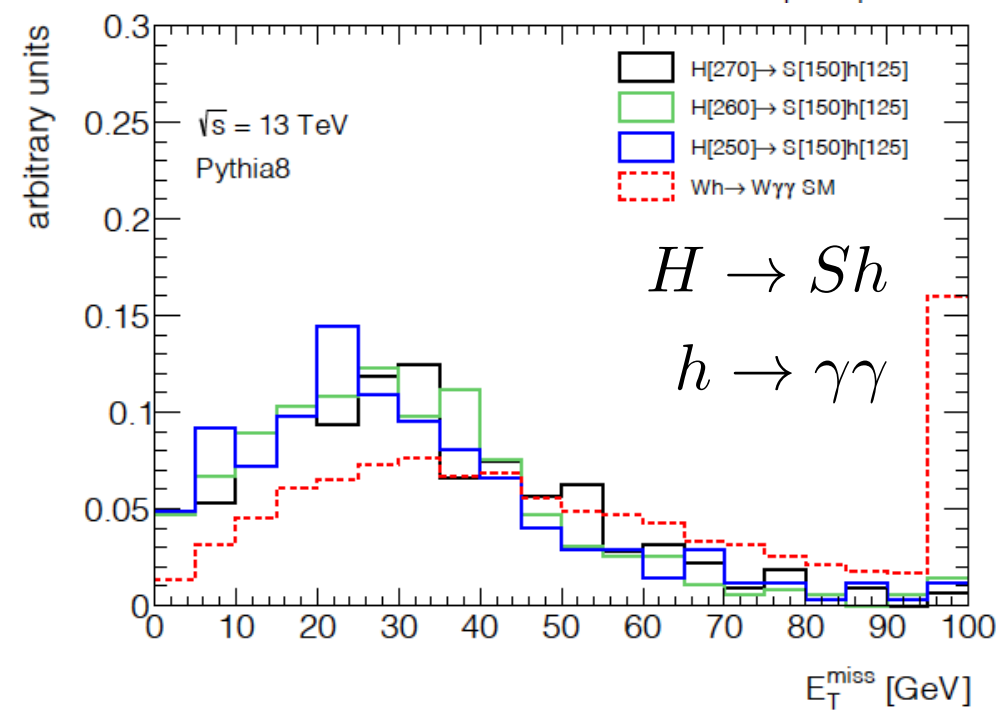 arbitrary units
0.3
0.25
0.2
0.15
0.1
0.05
0
√s = 13 TeV
Pythia8
H[270]→ S[150]h[125]
H[260]→ S[150]h[125]
H[250]→ S[150]h[125]
Wh→ Wγγ SM
H → Sh
h → γγ
0 10 20 30 40 50 60 70 80 90 100
E_T^miss [GeV]